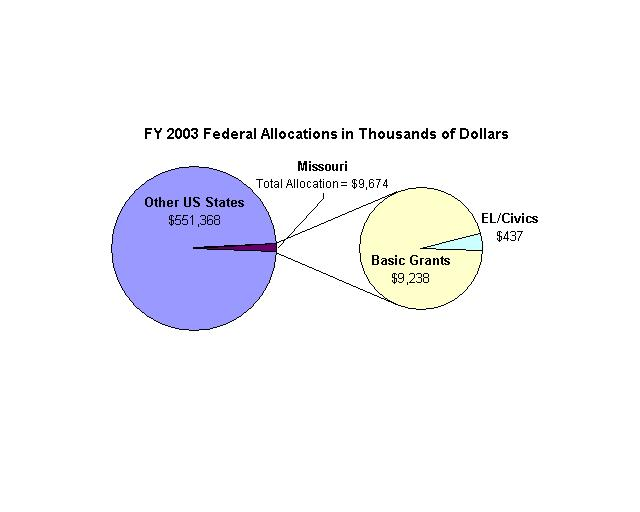 FY 2003 Federal Allocations in Thousands of Dollars
Missouri
Total Allocation = $9,674
Other US States
$551,368
EL/Civics
$437
Basic Grants
$9,238